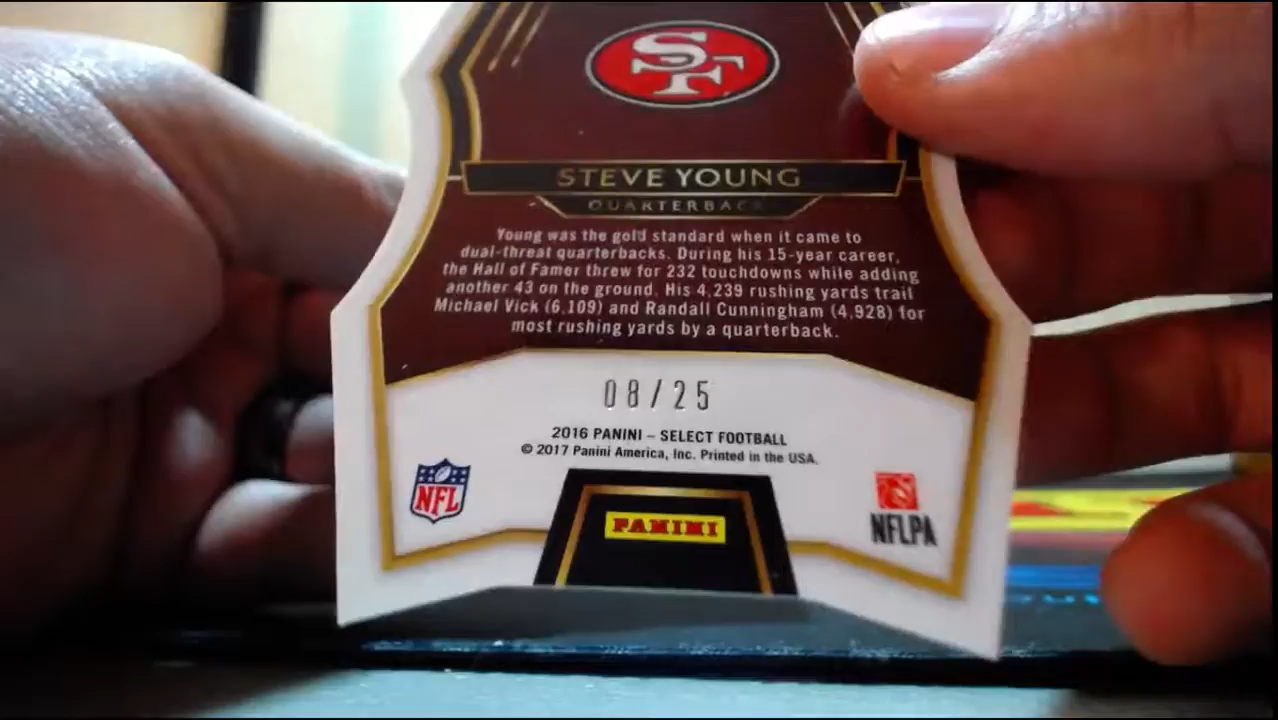 SF
STEVE YOUNG
QUARTERBACK
Young was the gold standard when it came to
dual-threat quarterbacks. During his 15-year career,
the Hall of Famer threw for 232 touchdowns while adding
another 43 on the ground. His 4,239 rushing yards trail
Michael Vick (6,109) and Randall Cunningham (4,928) for
most rushing yards by a quarterback.
08/25
2016 PANINI – SELECT FOOTBALL
© 2017 Panini America, Inc. Printed in the USA.
NFL
PANINI
NFLPA